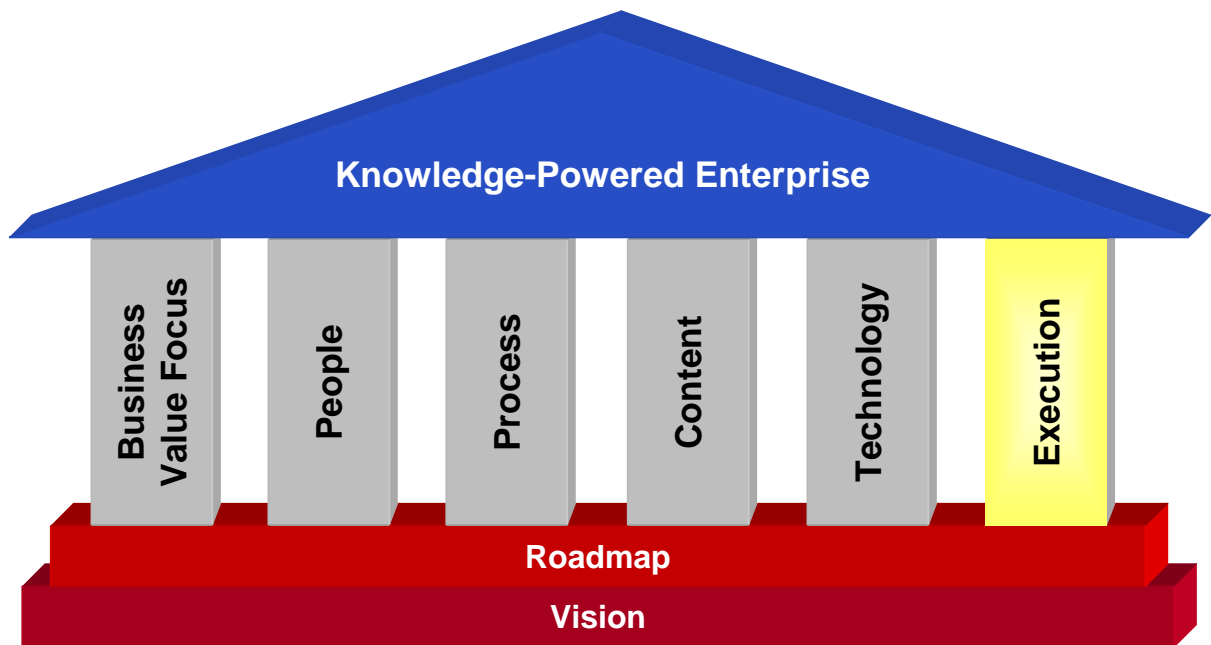 Knowledge-Powered Enterprise
Business
Value Focus
People
Process
Content
Technology
Execution
Roadmap
Vision